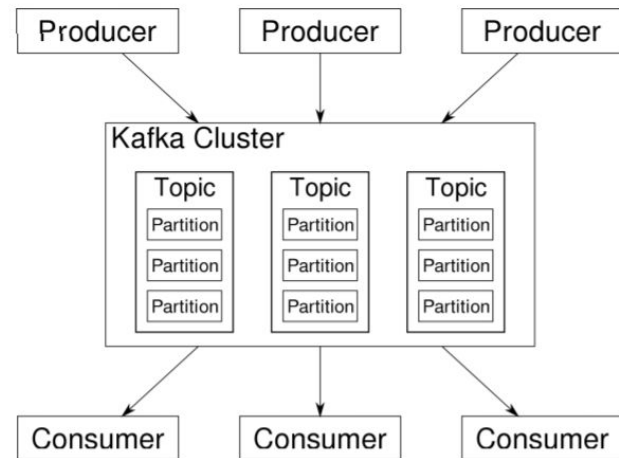 Producer Producer Producer
Kafka Cluster
Topic Topic Topic
Partition Partition Partition
Partition Partition Partition
Partition Partition Partition
Consumer Consumer Consumer